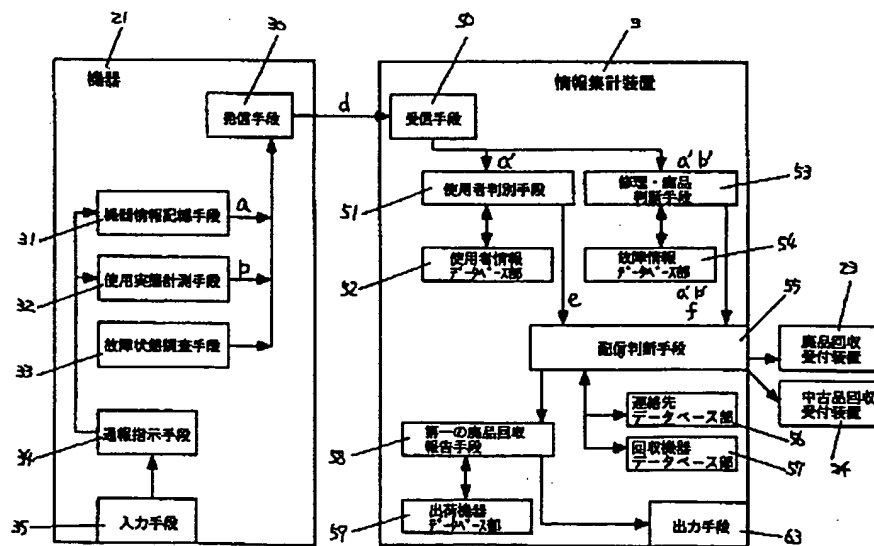 21
30
50
3
機器
情報集計装置
発信手段
d
受信手段
a'
a' b'
53
51
使用者判別手段
修理・廃品
判断手段
機器情報記憶手段
a
31
使用者情報
データベース部
52
故障情報
データベース部
54
使用実態計測手段
b
32
e
a' b'
f
55
23
故障状態調査手段
33
配信判断手段
廃品回収
受付装置
中古品回収
受付装置
24
連絡先
データベース部
56
通報指示手段
34
58
第一の廃品回収
報告手段
回収機器
データベース部
57
35
入力手段
59
出荷機器
データベース部
出力手段
63